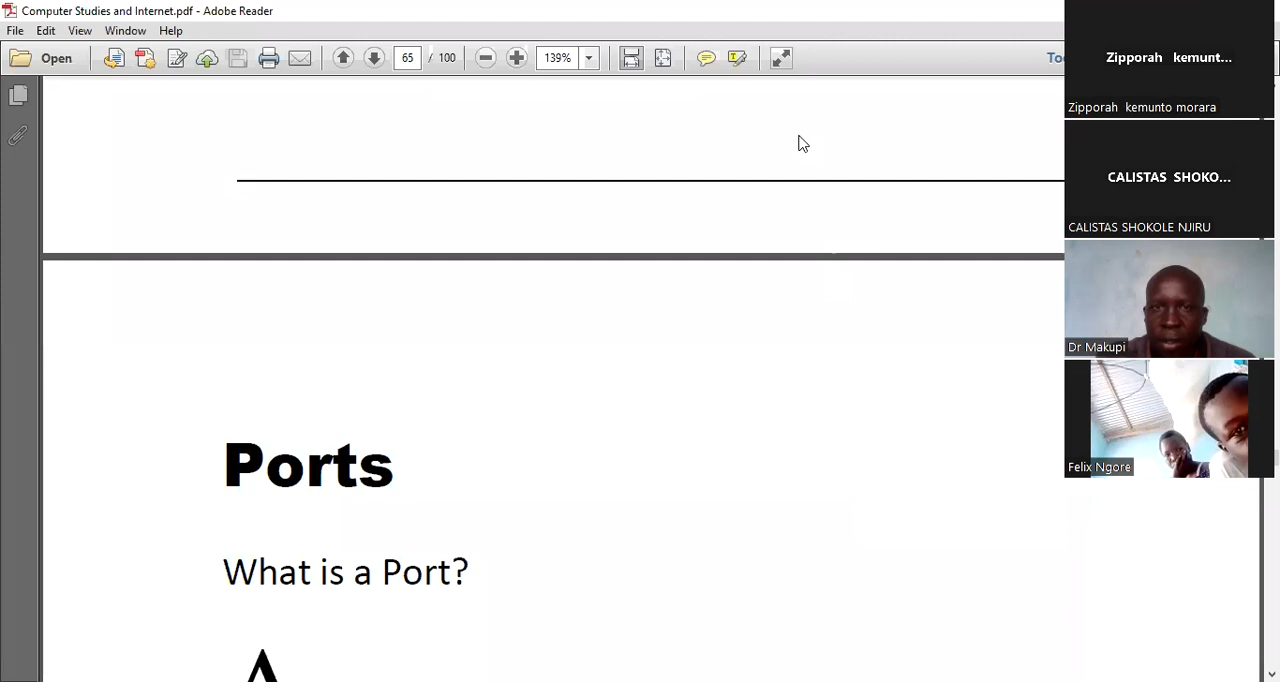 Computer Studies and Internet.pdf - Adobe Reader
File Edit View Window Help
Open 65 / 100 139%
Zipporah kemunt...
Zipporah kemunto morara
CALISTAS SHOKO...
CALISTAS SHOKOLE NJIRU
Dr Makupi
Felix Ngore
Ports
What is a Port?
A